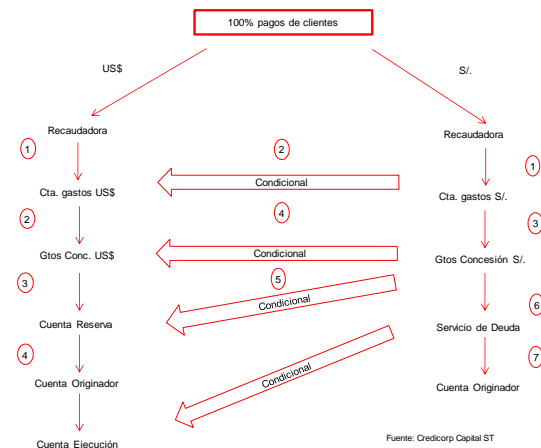 100% pagos de clientes
US$
S/.
Recaudadora
Recaudadora
1
2
1
Condicional
Cta. gastos US$
Cta. gastos S/.
2
4
3
Condicional
Gtos Conc. US$
Gtos Concesión S/.
3
5
Condicional
6
Cuenta Reserva
Servicio de Deuda
4
7
Condicional
Cuenta Originador
Cuenta Originador
Cuenta Ejecución
Fuente: Credicorp Capital ST